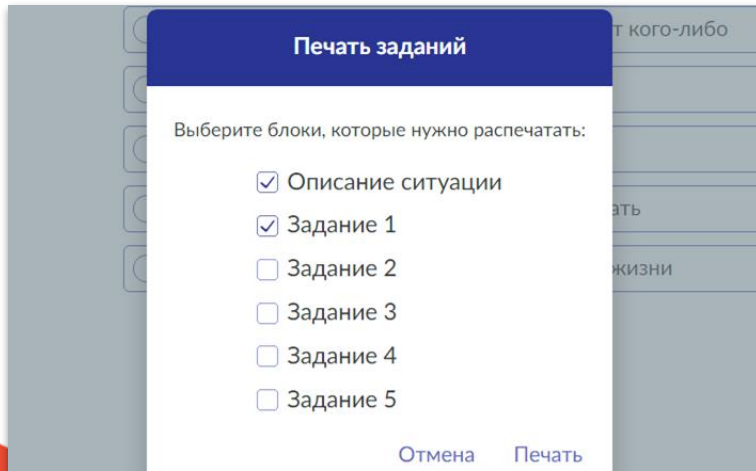 Печать заданий
кого-либо
Выберите блоки, которые нужно распечатать:
Описание ситуации
Задание 1
Задание 2
Задание 3
Задание 4
Задание 5
жизни
Отмена Печать